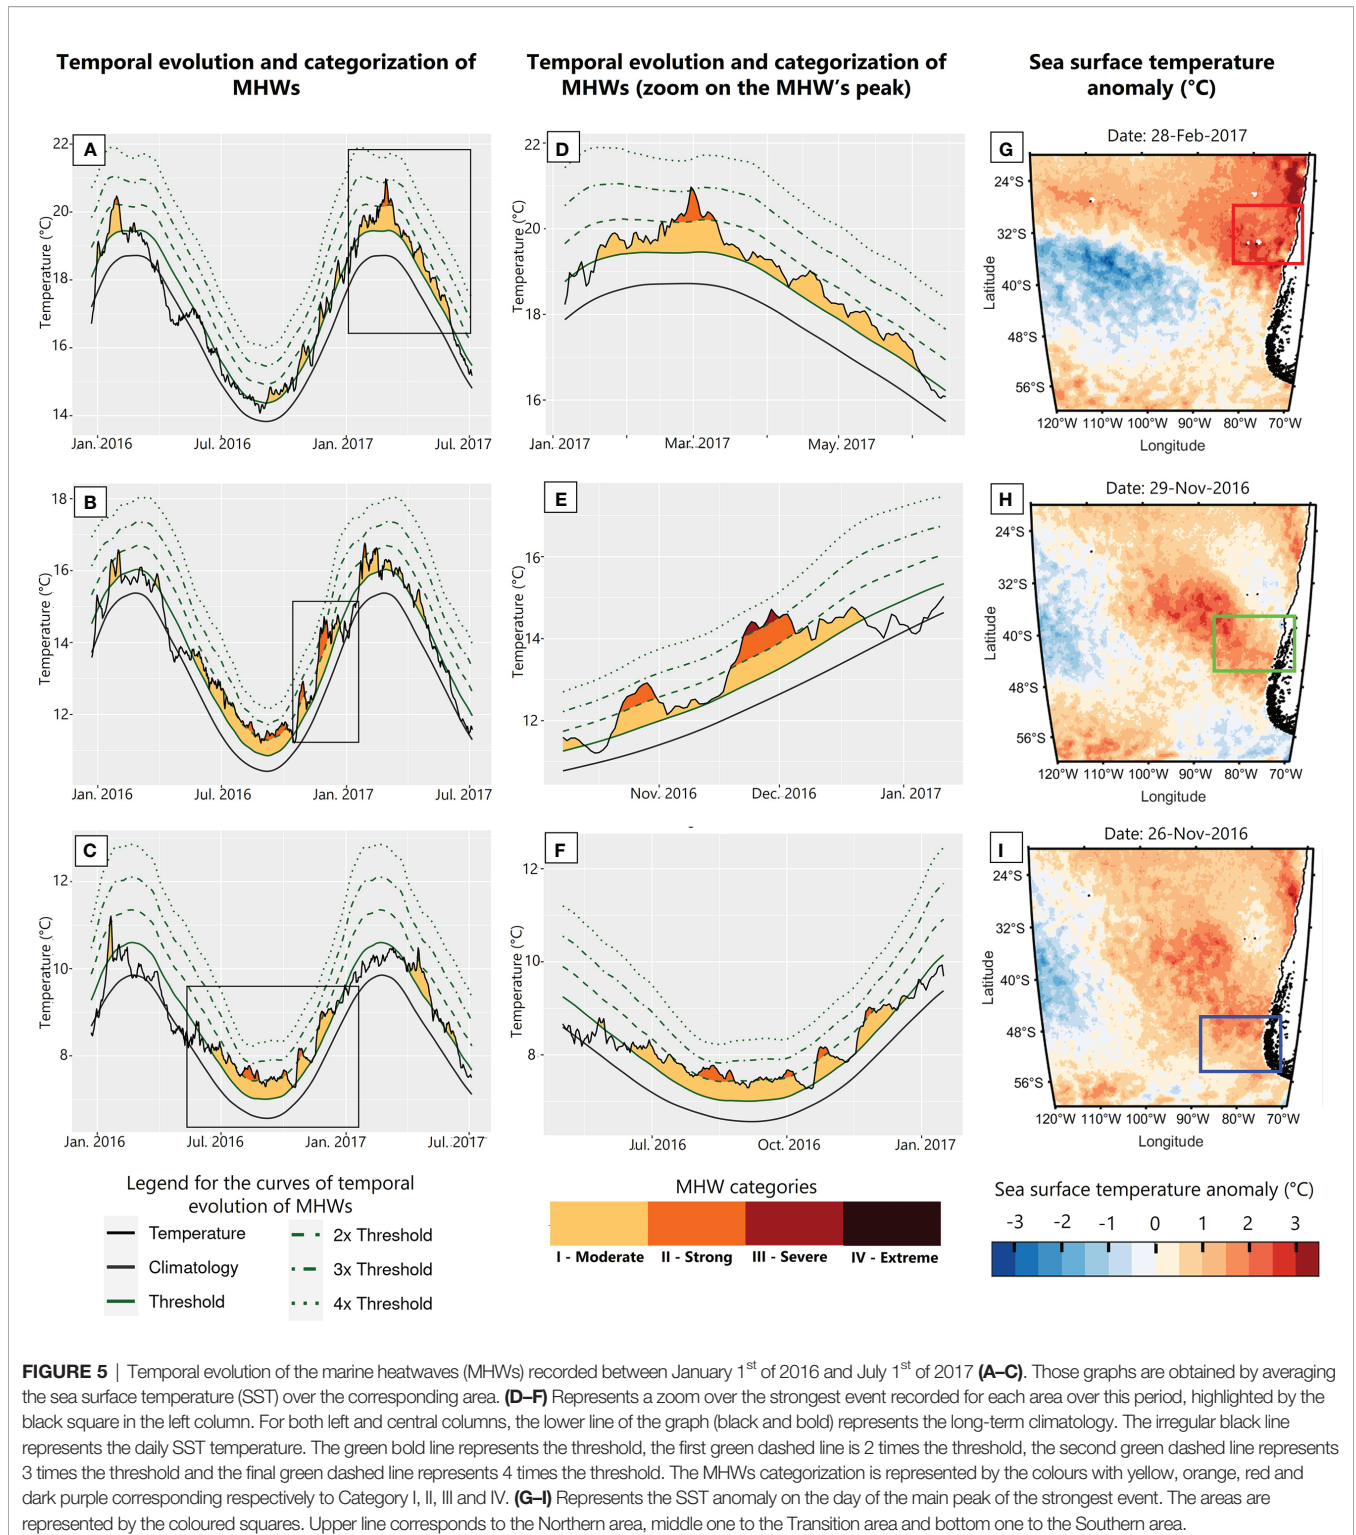 Temporal evolution and categorization of
MHWs
Temporal evolution and categorization of
MHWs (zoom on the MHW's peak)
Sea surface temperature
anomaly (°C)
A
22
20
18
16
14
Temperature (°C)
Jan. 2016
Jul. 2016
Jan. 2017
Jul. 2017
D
22
20
18
16
Temperature (°C)
Jan. 2017
Mar. 2017
May. 2017
G
Date: 28-Feb-2017
24°S
32°S
40°S
48°S
56°S
Latitude
120°W 110°W 100°W 90°W 80°W 70°W
Longitude
B
18
16
14
12
Temperature (°C)
Jan. 2016
Jul. 2016
Jan. 2017
Jul. 2017
E
16
14
12
Temperature (°C)
Nov. 2016
Dec. 2016
Jan. 2017
H
Date: 29-Nov-2016
24°S
32°S
40°S
48°S
56°S
Latitude
120°W 110°W 100°W 90°W 80°W 70°W
Longitude
C
12
10
8
Temperature (°C)
Jan. 2016
Jul. 2016
Jan. 2017
Jul. 2017
F
12
10
8
Temperature (°C)
Jul. 2016
Oct. 2016
Jan. 2017
I
Date: 26-Nov-2016
24°S
32°S
40°S
48°S
56°S
Latitude
120°W 110°W 100°W 90°W 80°W 70°W
Longitude
Legend for the curves of temporal
evolution of MHWs
Temperature
Climatology
Threshold
2x Threshold
3x Threshold
4x Threshold
MHW categories
I - Moderate
II - Strong
III - Severe
IV - Extreme
Sea surface temperature anomaly (°C)
-3 -2 -1 0 1 2 3
FIGURE 5 | Temporal evolution of the marine heatwaves (MHWs) recorded between January 1st of 2016 and July 1st of 2017 (A–C). Those graphs are obtained by averaging
the sea surface temperature (SST) over the corresponding area. (D–F) Represents a zoom over the strongest event recorded for each area over this period, highlighted by the
black square in the left column. For both left and central columns, the lower line of the graph (black and bold) represents the long-term climatology. The irregular black line
represents the daily SST temperature. The green bold line represents the threshold, the first green dashed line is 2 times the threshold, the second green dashed line represents
3 times the threshold and the final green dashed line represents 4 times the threshold. The MHWs categorization is represented by the colours with yellow, orange, red and
dark purple corresponding respectively to Category I, II, III and IV. (G–I) Represents the SST anomaly on the day of the main peak of the strongest event. The areas are
represented by the coloured squares. Upper line corresponds to the Northern area, middle one to the Transition area and bottom one to the Southern area.